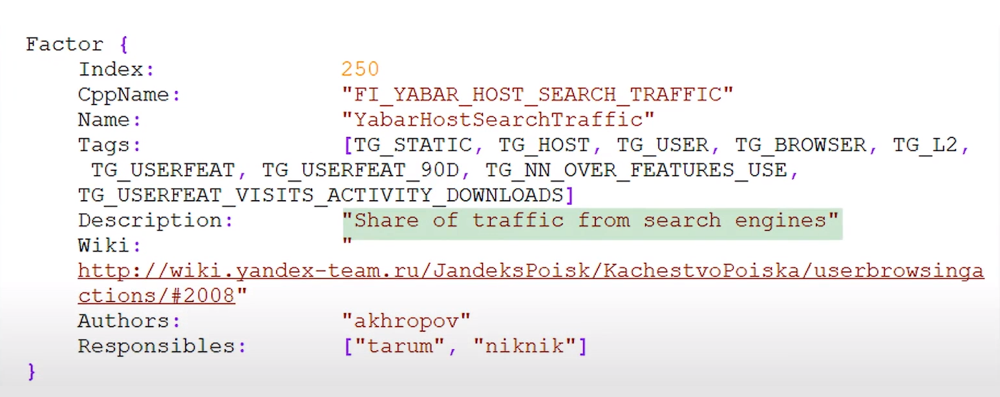 Factor {
Index: 250
CppName: "FI_YABAR_HOST_SEARCH_TRAFFIC"
Name: "YabarHostSearchTraffic"
Tags: [TG_STATIC, TG_HOST, TG_USER, TG_BROWSER, TG_L2,
TG_USERFEAT, TG_USERFEAT_90D, TG_NN_OVER_FEATURES_USE,
TG_USERFEAT_VISITS_ACTIVITY_DOWNLOADS]
Description: "Share of traffic from search engines"
Wiki: "
http://wiki.yandex-team.ru/JandeksPoisk/KachestvoPoiska/userbrowsinga
ctions/#2008"
Authors: "akhropov"
Responsibles: ["tarum", "niknik"]
}